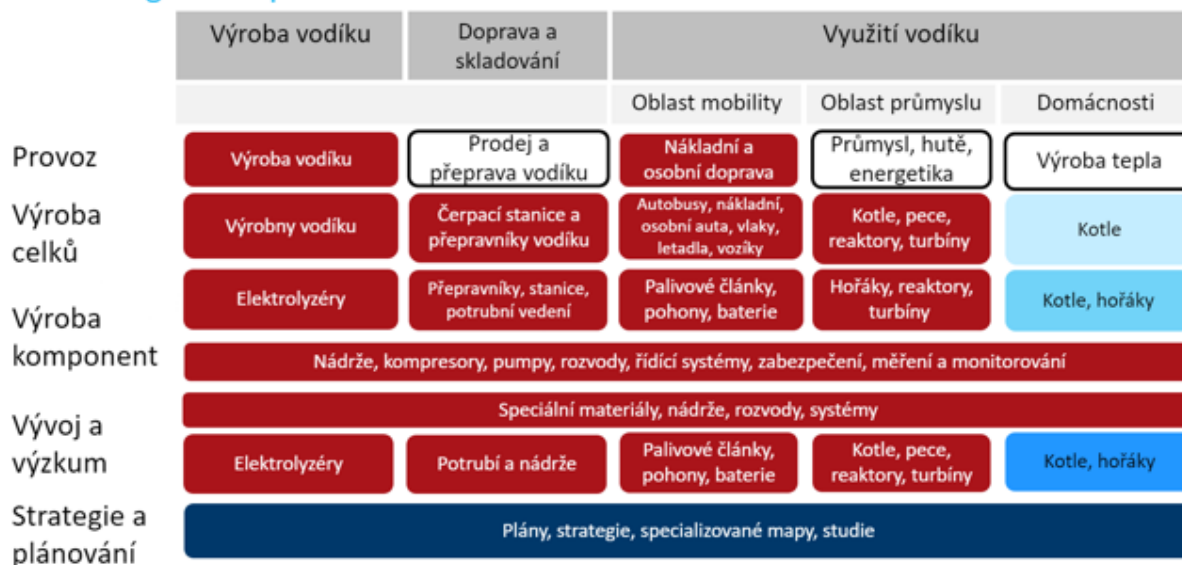 Výroba vodíku
Doprava a
skladování
Využití vodíku
Oblast mobility
Oblast průmyslu
Domácnosti
Provoz
Výroba vodíku
Prodej a
přeprava vodíku
Nákladní a
osobní doprava
Průmysl, hutě,
energetika
Výroba tepla
Výroba
celků
Výrobny vodíku
Čerpací stanice a
přepravníky vodíku
Autobusy, nákladní,
osobní auta, vlaky,
letadla, vozíky
Kotle, pece,
reaktory, turbíny
Kotle
Výroba
komponent
Elektrolyzéry
Přepravníky, stanice,
potrubní vedení
Palivové články,
pohony, baterie
Hořáky, reaktory,
turbíny
Kotle, hořáky
Nádrže, kompresory, pumpy, rozvody, řídící systémy, zabezpečení, měření a monitorování
Vývoj a
výzkum
Speciální materiály, nádrže, rozvody, systémy
Elektrolyzéry
Potrubí a nádrže
Palivové články,
pohony, baterie
Kotle, pece,
reaktory, turbíny
Kotle, hořáky
Strategie a
plánování
Plány, strategie, specializované mapy, studie